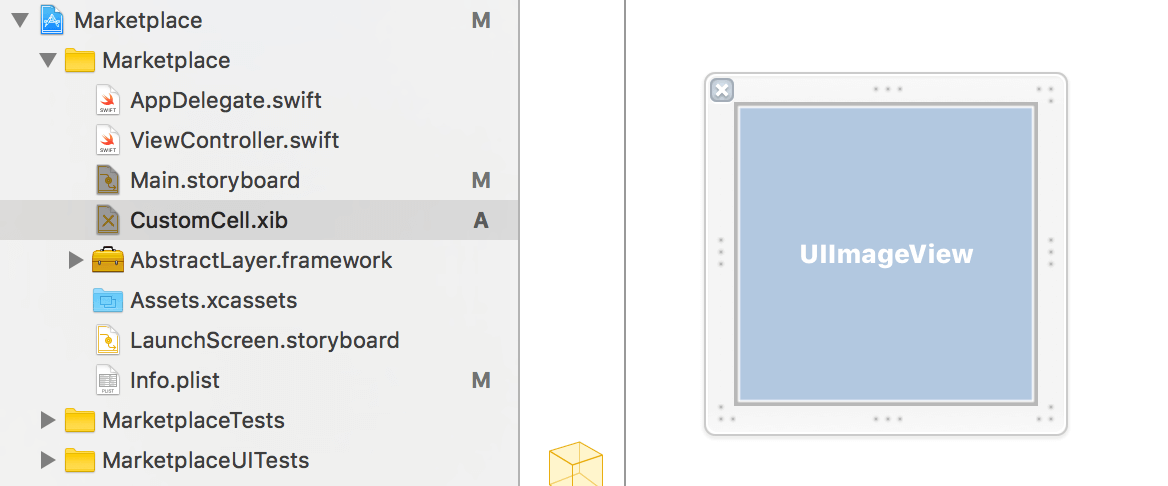 Marketplace M
Marketplace
AppDelegate.swift
ViewController.swift
Main.storyboard M
CustomCell.xib A
AbstractLayer.framework
Assets.xcassets
LaunchScreen.storyboard
Info.plist M
MarketplaceTests
MarketplaceUITests
UIImageView
SWIFT
SWIFT
PLIST